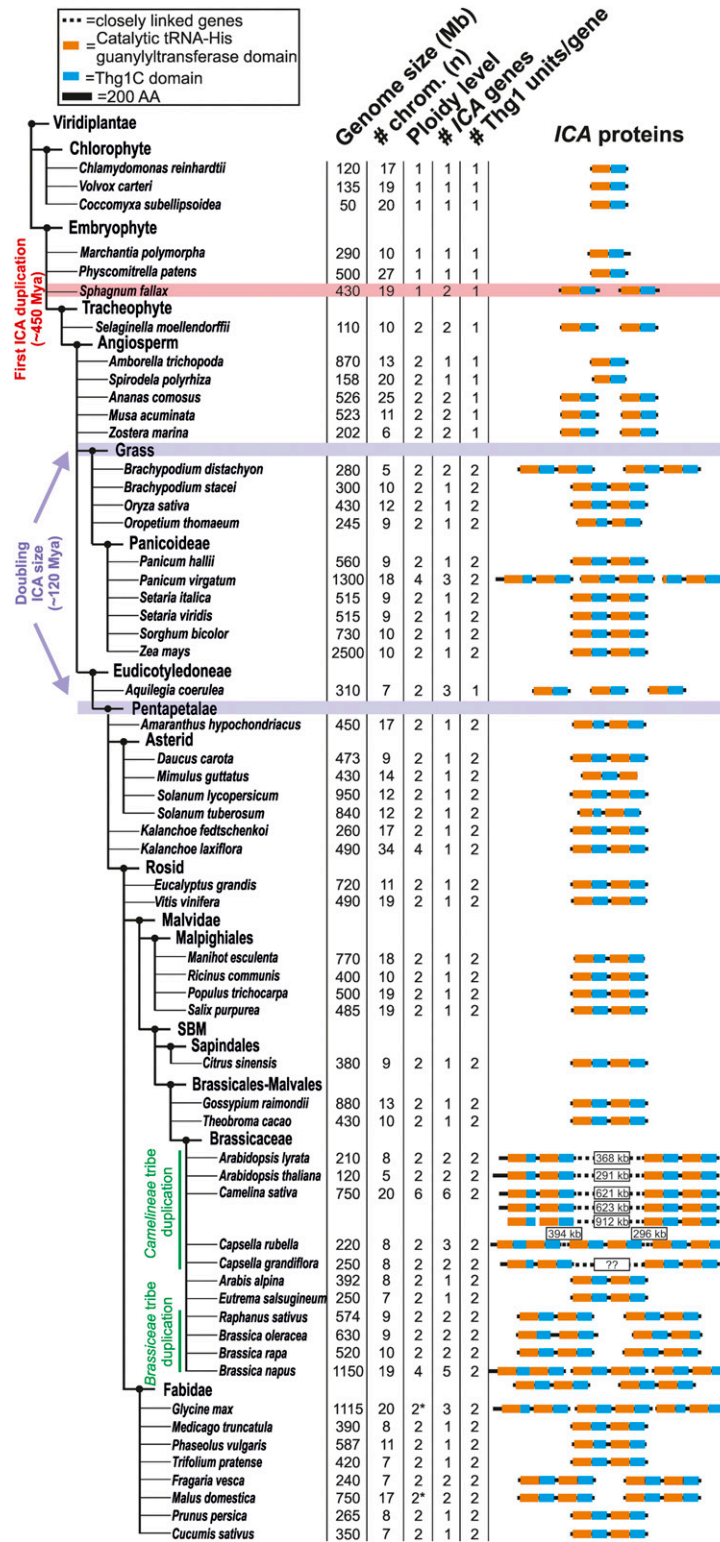 =closely linked genes
=Catalytic tRNA-His
guanylyltransferase domain
=Thg1C domain
=200 AA
Genome size (Mb)
# chrom. (n)
Ploidy level
# ICA genes
# Thg1 units/gene
ICA proteins
Viridiplantae
Chlorophyte
Chlamydomonas reinhardtii 120 17 1 1 1
Volvox carteri 135 19 1 1 1
Coccomyxa subellipsoidea 50 20 1 1 1
Embryophyte
Marchantia polymorpha 290 10 1 1 1
Physcomitrella patens 500 27 1 1 1
Sphagnum fallax 430 19 1 2 1
First ICA duplication
(~450 Mya)
Tracheophyte
Selaginella moellendorffii 110 10 2 2 1
Angiosperm
Amborella trichopoda 870 13 2 1 1
Spirodela polyrhiza 158 20 2 1 1
Ananas comosus 526 25 2 2 1
Musa acuminata 523 11 2 2 1
Zostera marina 202 6 2 2 1
Grass
Brachypodium distachyon 280 5 2 2 2
Brachypodium stacei 300 10 2 1 2
Oryza sativa 430 12 2 1 2
Oropetium thomaeum 245 9 2 1 2
Doubling
ICA size
(~120 Mya)
Panicoideae
Panicum hallii 560 9 2 1 2
Panicum virgatum 1300 18 4 3 2
Setaria italica 515 9 2 1 2
Setaria viridis 515 9 2 1 2
Sorghum bicolor 730 10 2 1 2
Zea mays 2500 10 2 1 2
Eudicotyledoneae
Aquilegia coerulea 310 7 2 3 1
Pentapetalae
Amaranthus hypochondriacus 450 17 2 1 2
Asterid
Daucus carota 473 9 2 1 2
Mimulus guttatus 430 14 2 1 2
Solanum lycopersicum 950 12 2 1 2
Solanum tuberosum 840 12 2 1 2
Kalanchoe fedtschenkoi 260 17 2 1 2
Kalanchoe laxiflora 490 34 4 1 2
Rosid
Eucalyptus grandis 720 11 2 1 2
Vitis vinifera 490 19 2 1 2
Malvidae
Malpighiales
Manihot esculenta 770 18 2 1 2
Ricinus communis 400 10 2 1 2
Populus trichocarpa 500 19 2 1 2
Salix purpurea 485 19 2 1 2
SBM
Sapindales
Citrus sinensis 380 9 2 1 2
Brassicales-Malvales
Gossypium raimondii 880 13 2 1 2
Theobroma cacao 430 10 2 1 2
Brassicaceae
Camelineae tribe
duplication
Arabidopsis lyrata 210 8 2 2 2 368 kb
Arabidopsis thaliana 120 5 2 2 2 291 kb
Camelina sativa 750 20 6 6 2 621 kb
623 kb
912 kb
394 kb 296 kb
Capsella rubella 220 8 2 3 2
Capsella grandiflora 250 8 2 2 2 ??
Arabis alpina 392 8 2 1 2
Eutrema salsugineum 250 7 2 1 2
Brassiceae tribe
duplication
Raphanus sativus 574 9 2 2 2
Brassica oleracea 630 9 2 2 2
Brassica rapa 520 10 2 2 2
Brassica napus 1150 19 4 5 2
Fabidae
Glycine max 1115 20 2* 3 2
Medicago truncatula 390 8 2 1 2
Phaseolus vulgaris 587 11 2 1 2
Trifolium pratense 420 7 2 1 2
Fragaria vesca 240 7 2 2 2
Malus domestica 750 17 2* 2 2
Prunus persica 265 8 2 1 2
Cucumis sativus 350 7 2 1 2